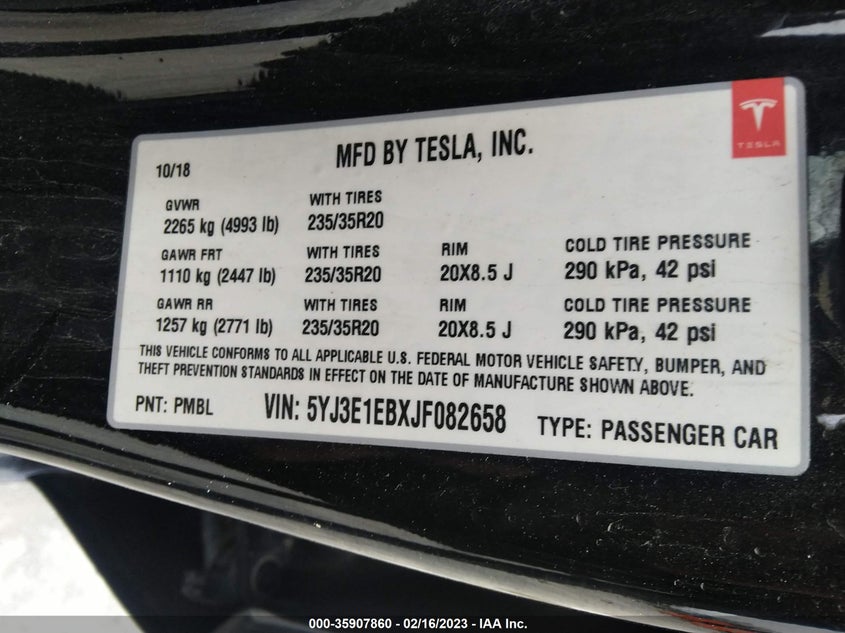 MFD BY TESLA, INC.
TESLA
10/18
GVWR WITH TIRES
2265 kg (4993 lb) 235/35R20
GAWR FRT WITH TIRES RIM COLD TIRE PRESSURE
1110 kg (2447 lb) 235/35R20 20X8.5 J 290 kPa, 42 psi
GAWR RR WITH TIRES RIM COLD TIRE PRESSURE
1257 kg (2771 lb) 235/35R20 20X8.5 J 290 kPa, 42 psi
THIS VEHICLE CONFORMS TO ALL APPLICABLE U.S. FEDERAL MOTOR VEHICLE SAFETY, BUMPER, AND
THEFT PREVENTION STANDARDS IN EFFECT ON THE DATE OF MANUFACTURE SHOWN ABOVE.
PNT: PMBL VIN: 5YJ3E1EBXJF082658 TYPE: PASSENGER CAR
000-35907860 - 02/16/2023 - IAA Inc.